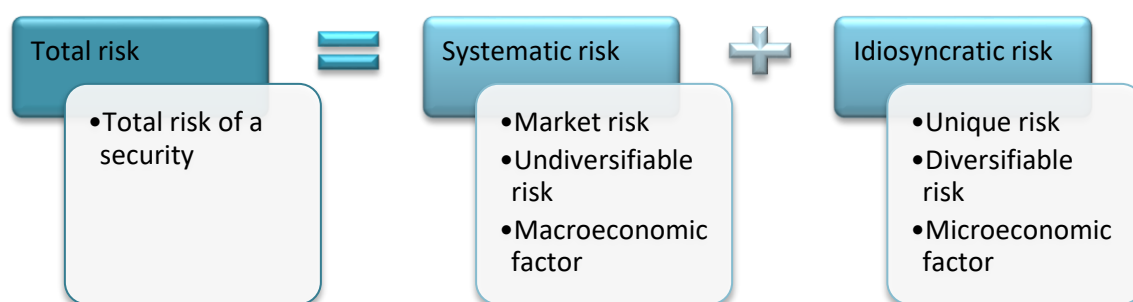 Total risk
•Total risk of a
security
Systematic risk
•Market risk
•Undiversifiable
risk
•Macroeconomic
factor
Idiosyncratic risk
•Unique risk
•Diversifiable
risk
•Microeconomic
factor